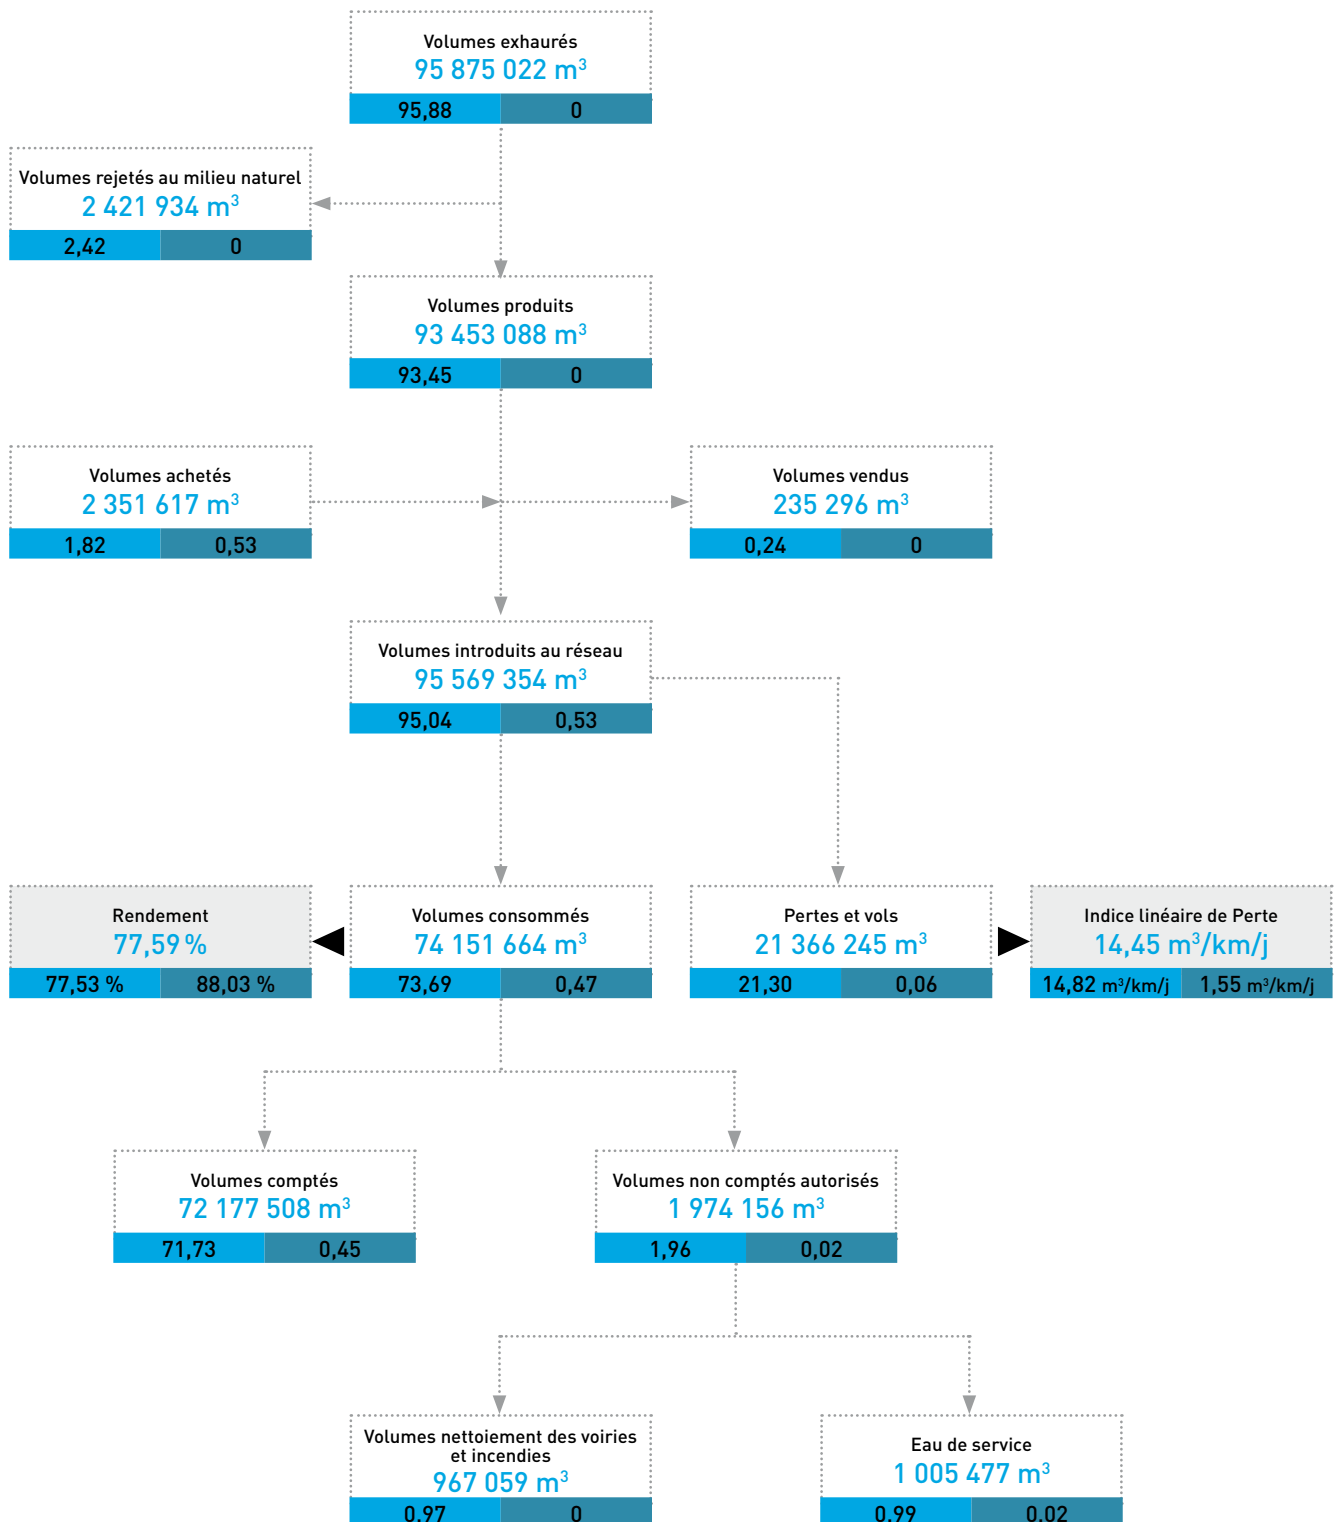 Volumes exhaurés
95 875 022 m³
95,88 0
Volumes rejetés au milieu naturel
2 421 934 m³
2,42 0
Volumes produits
93 453 088 m³
93,45 0
Volumes achetés
2 351 617 m³
1,82 0,53
Volumes vendus
235 296 m³
0,24 0
Volumes introduits au réseau
95 569 354 m³
95,04 0,53
Rendement
77,59 %
77,53 % 88,03 %
Volumes consommés
74 151 664 m³
73,69 0,47
Pertes et vols
21 366 245 m³
21,30 0,06
Indice linéaire de Perte
14,45 m³/km/j
14,82 m³/km/j 1,55 m³/km/j
Volumes comptés
72 177 508 m³
71,73 0,45
Volumes non comptés autorisés
1 974 156 m³
1,96 0,02
Volumes nettoiement des voiries
et incendies
967 059 m³
0,97 0
Eau de service
1 005 477 m³
0,99 0,02